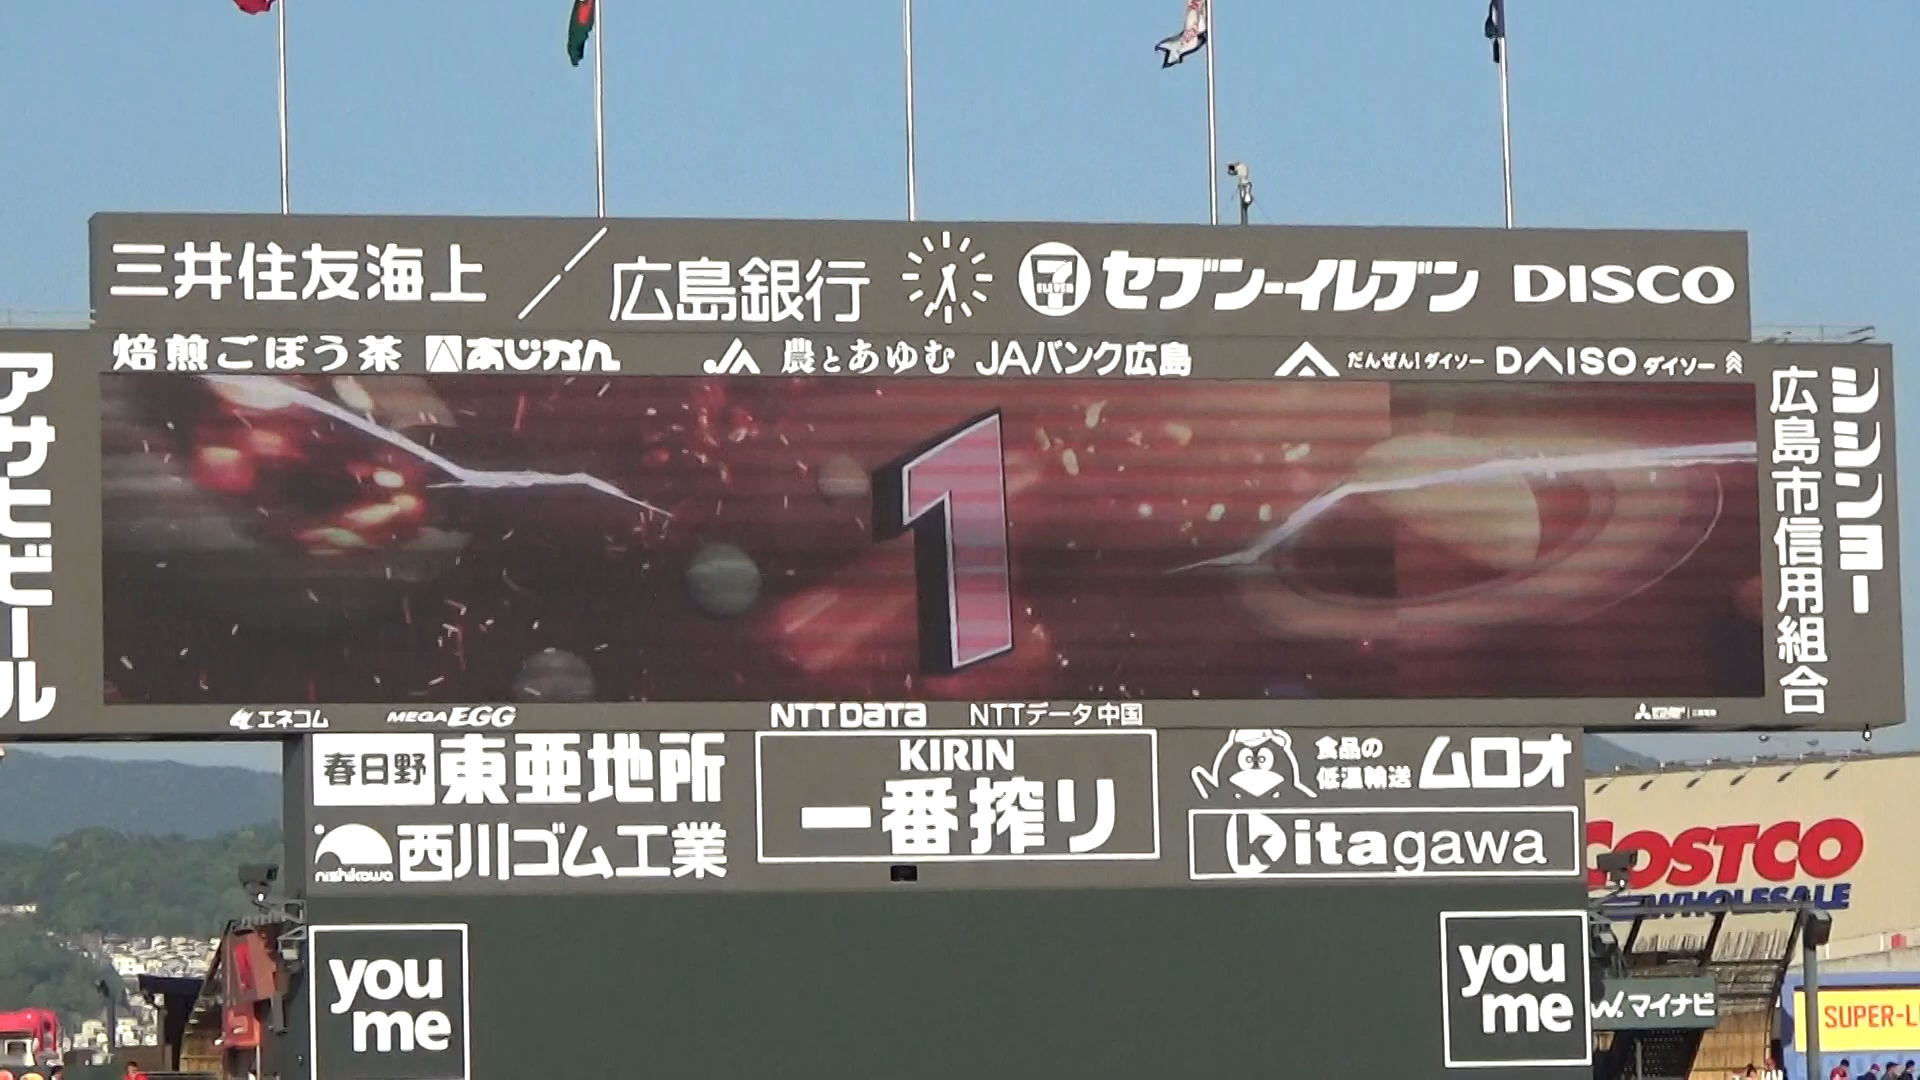 三井住友海上
広島銀行
7 ELEVEN
セブン-イレブン
DISCO
焙煎ごぼう茶 あじかん
JA 農とあゆむ JAバンク広島
だんぜん!ダイソー DAISO ダイソー
アサヒビール
1
シシンヨー
広島市信用組合
エネコム
MEGA EGG
NTT DATA NTTデータ中国
春日野 東亜地所
KIRIN
一番搾り
食品の
低温輸送
ムロオ
nishikawa 西川ゴム工業
Kitagawa
COSTCO
WHOLESALE
you
me
you
me
マイナビ
SUPER-L